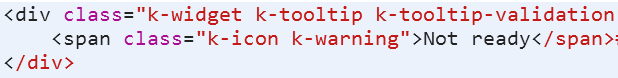 <div class="k-widget k-tooltip k-tooltip-validation
<span class="k-icon k-warning">Not ready</span>
</div>